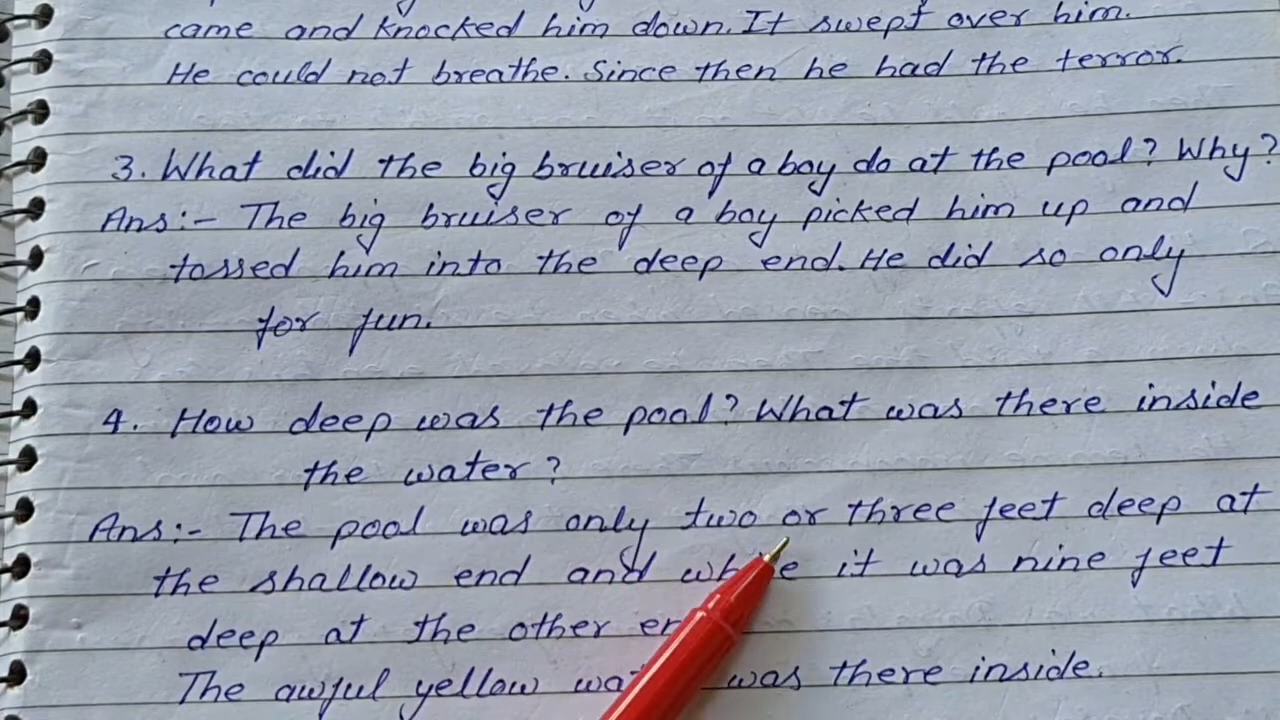 came and knocked him down. It swept over him.
He could not breathe. Since then he had the terror.
3. What did the big bruiser of a boy do at the pool? Why?
Ans:- The big bruiser of a boy picked him up and
tossed him into the deep end. He did so only
for fun.
4. How deep was the pool? What was there inside
the water?
Ans:- The pool was only two or three feet deep at
the shallow end and it was nine feet
deep at the other
The awful yellow was there inside.